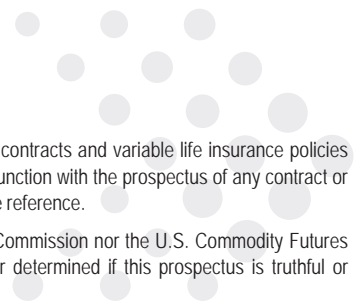 contracts and variable life insurance policies
unction with the prospectus of any contract or
reference.
Commission nor the U.S. Commodity Futures
determined if this prospectus is truthful or